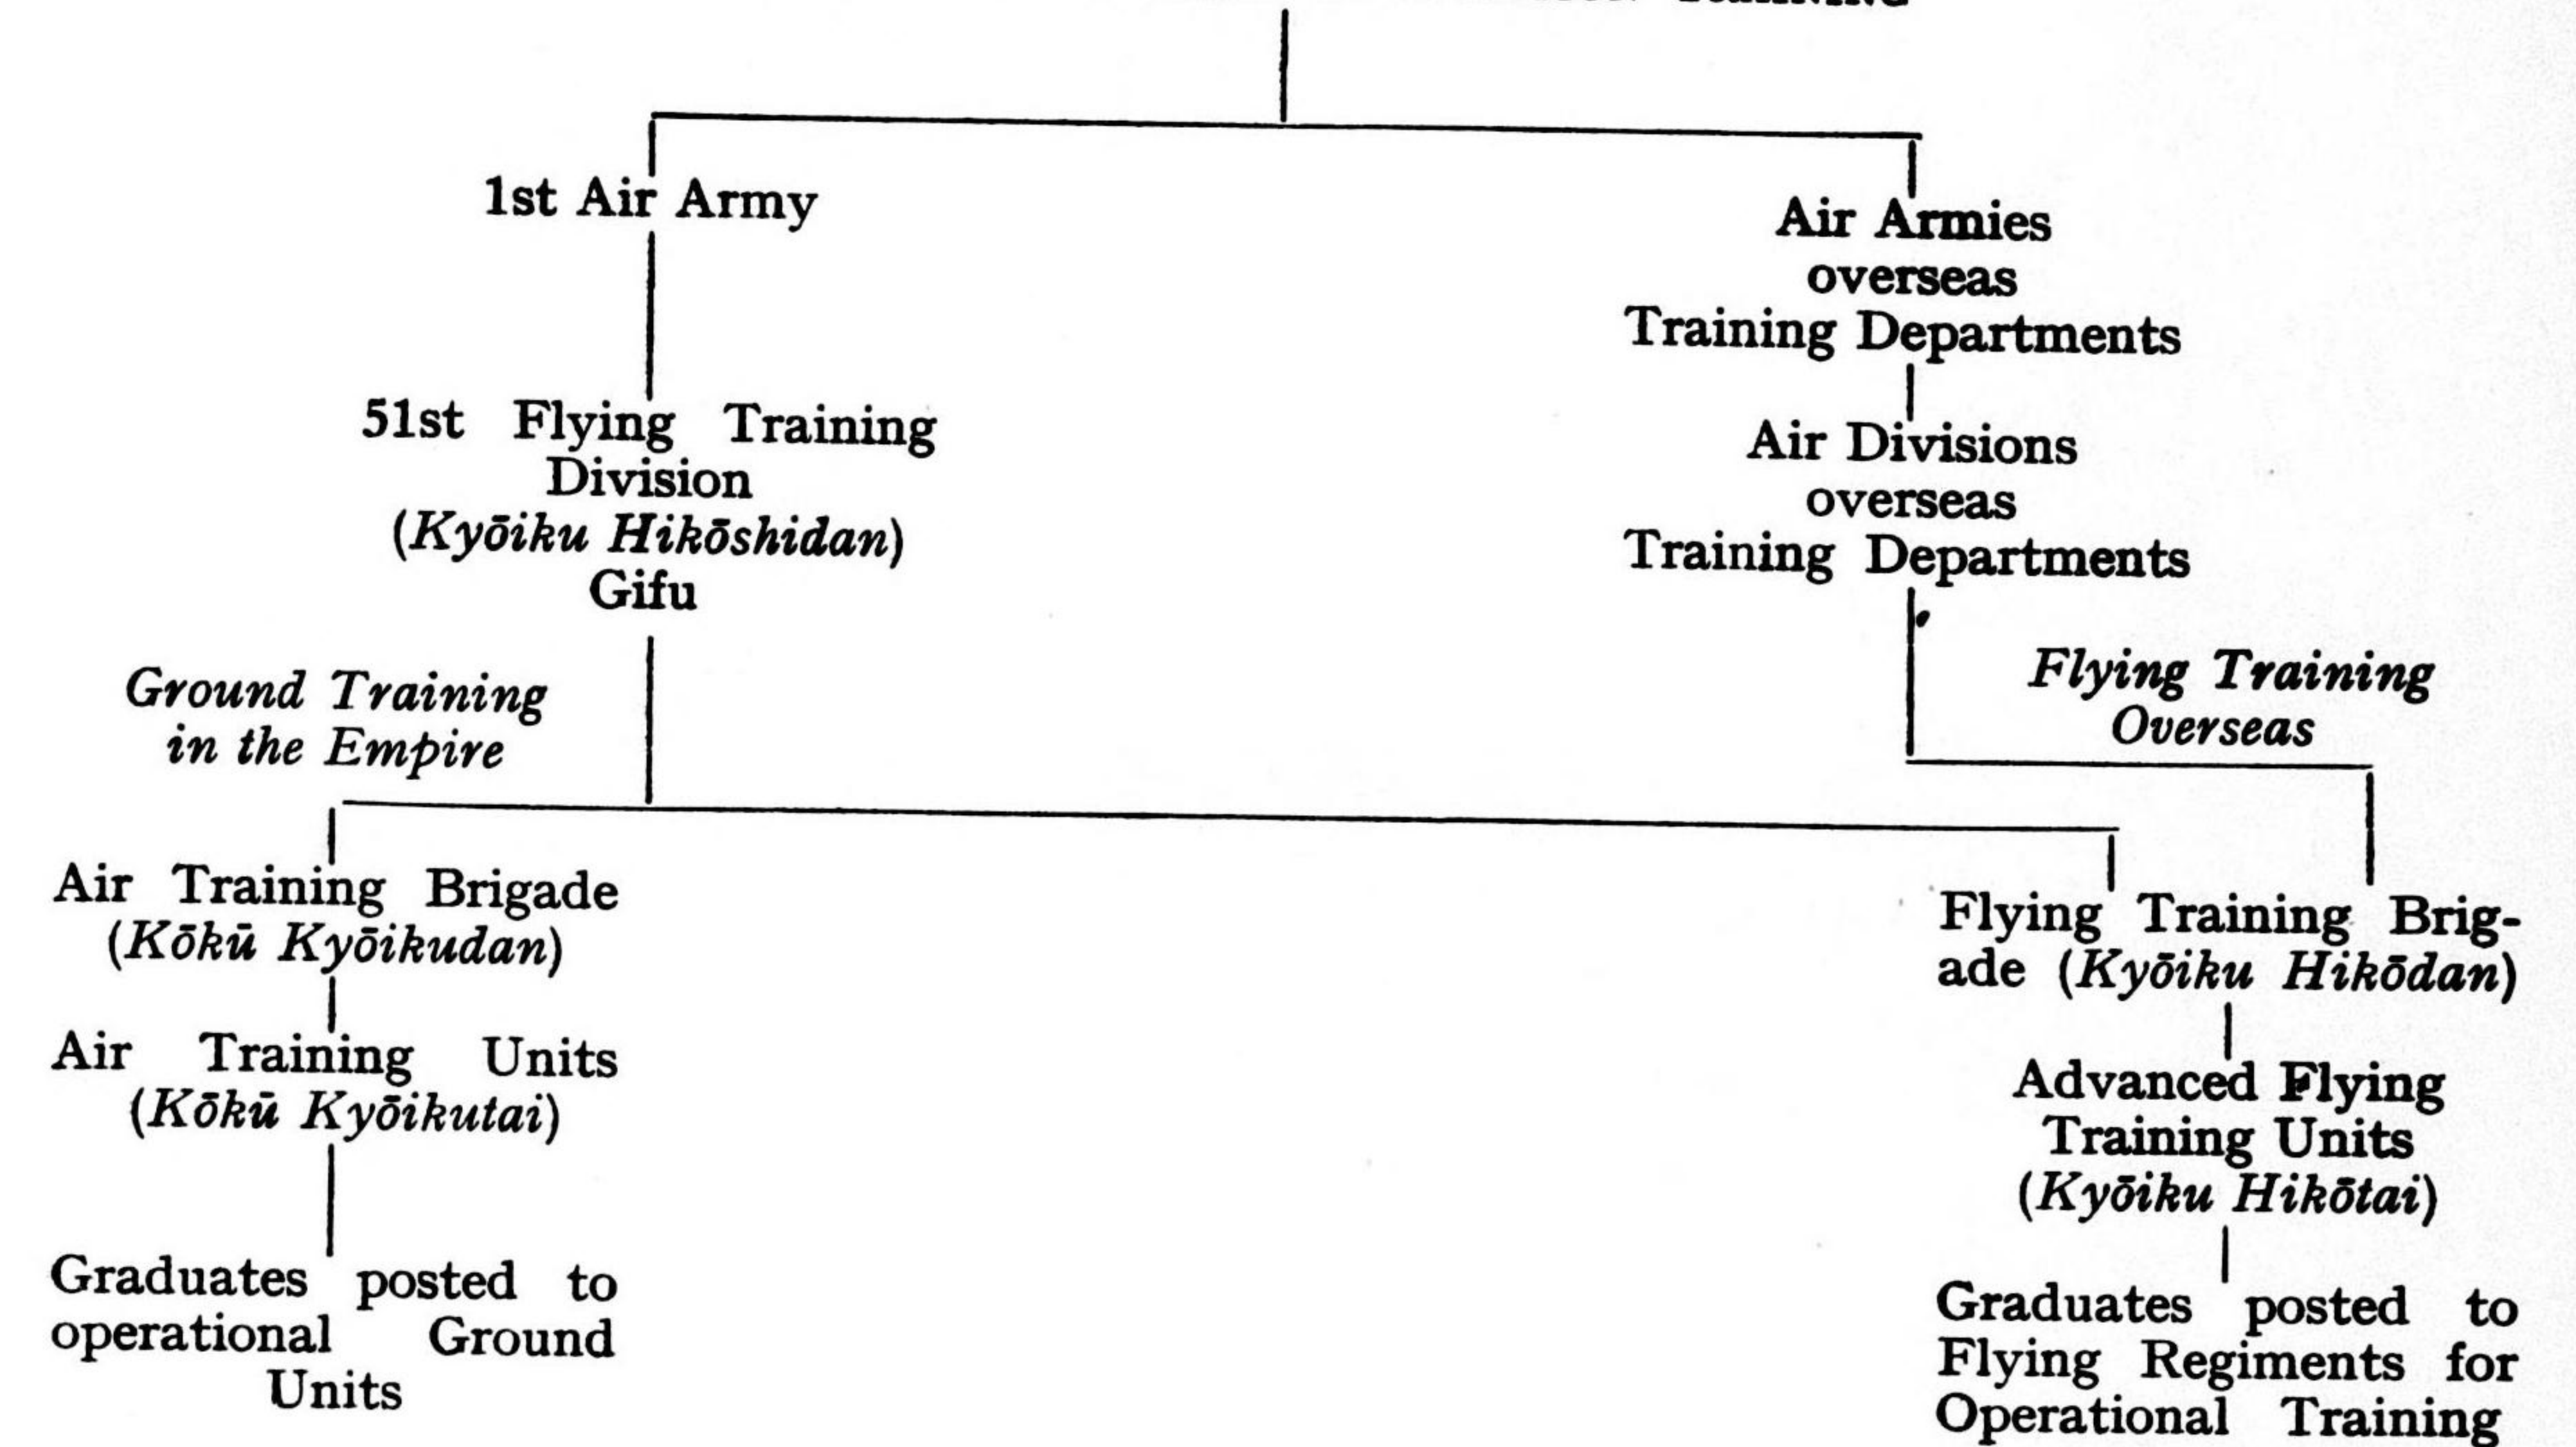 1st Air Army
Air Armies
overseas
Training Departments
51st Flying Training
Division
(Kyōiku Hikōshidan)
Gifu
Air Divisions
overseas
Training Departments
Ground Training
in the Empire
Flying Training
Overseas
Air Training Brigade
(Kōkū Kyōikudan)
Flying Training Brig-
ade (Kyōiku Hikōdan)
Air Training Units
(Kōkū Kyōikutai)
Advanced Flying
Training Units
(Kyōiku Hikōtai)
Graduates posted to
operational Ground
Units
Graduates posted to
Flying Regiments for
Operational Training